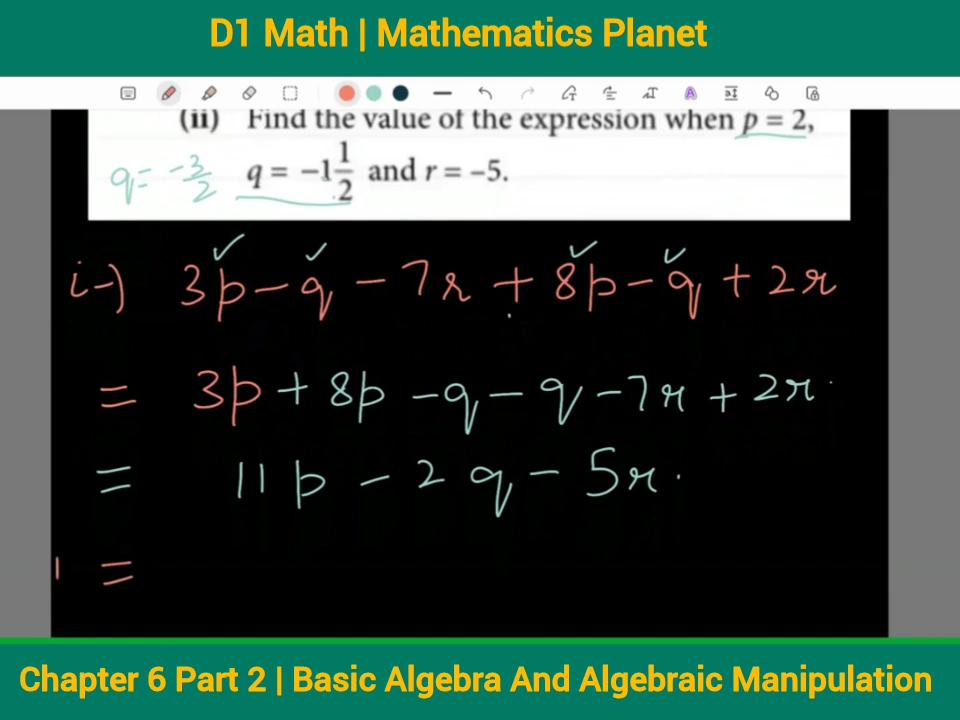 D1 Math | Mathematics Planet
(ii) Find the value of the expression when p = 2,
q = -3/2 q = −1 1/2 and r = −5.
i-) 3p - q - 7r + 8p - q + 2r
= 3p + 8p - q - q - 7r + 2r
= 11p - 2q - 5r.
=
Chapter 6 Part 2 | Basic Algebra And Algebraic Manipulation